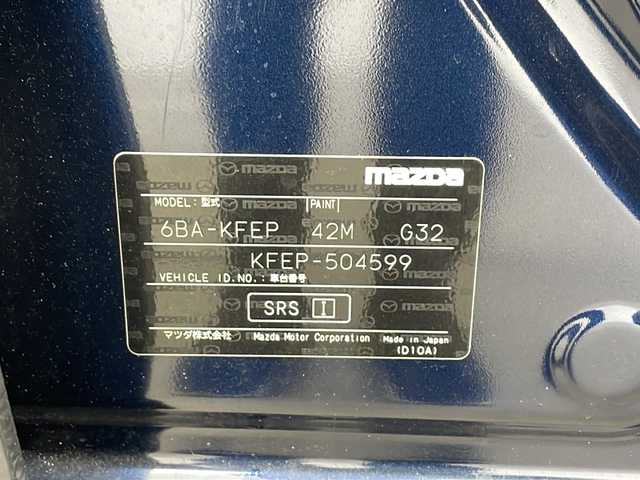 mazda
MODEL: 型式 PAINT
6BA-KFEP 42M G32
KFEP-504599
VEHICLE ID.NO.: 車台番号
SRS I
マツダ株式会社 Mazda Motor Corporation Made in Japan
(D10A)